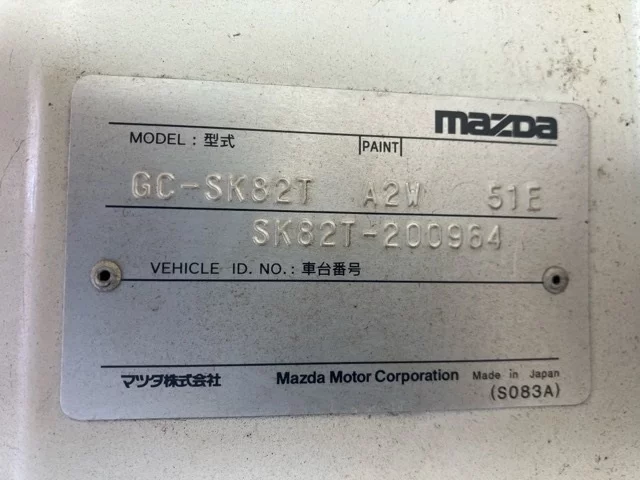 mazda
MODEL : 型式 PAINT
GC-SK82T A2W 51E
SK82T-200964
VEHICLE ID. NO. : 車台番号
マツダ株式会社 Mazda Motor Corporation Made in Japan
(S083A)